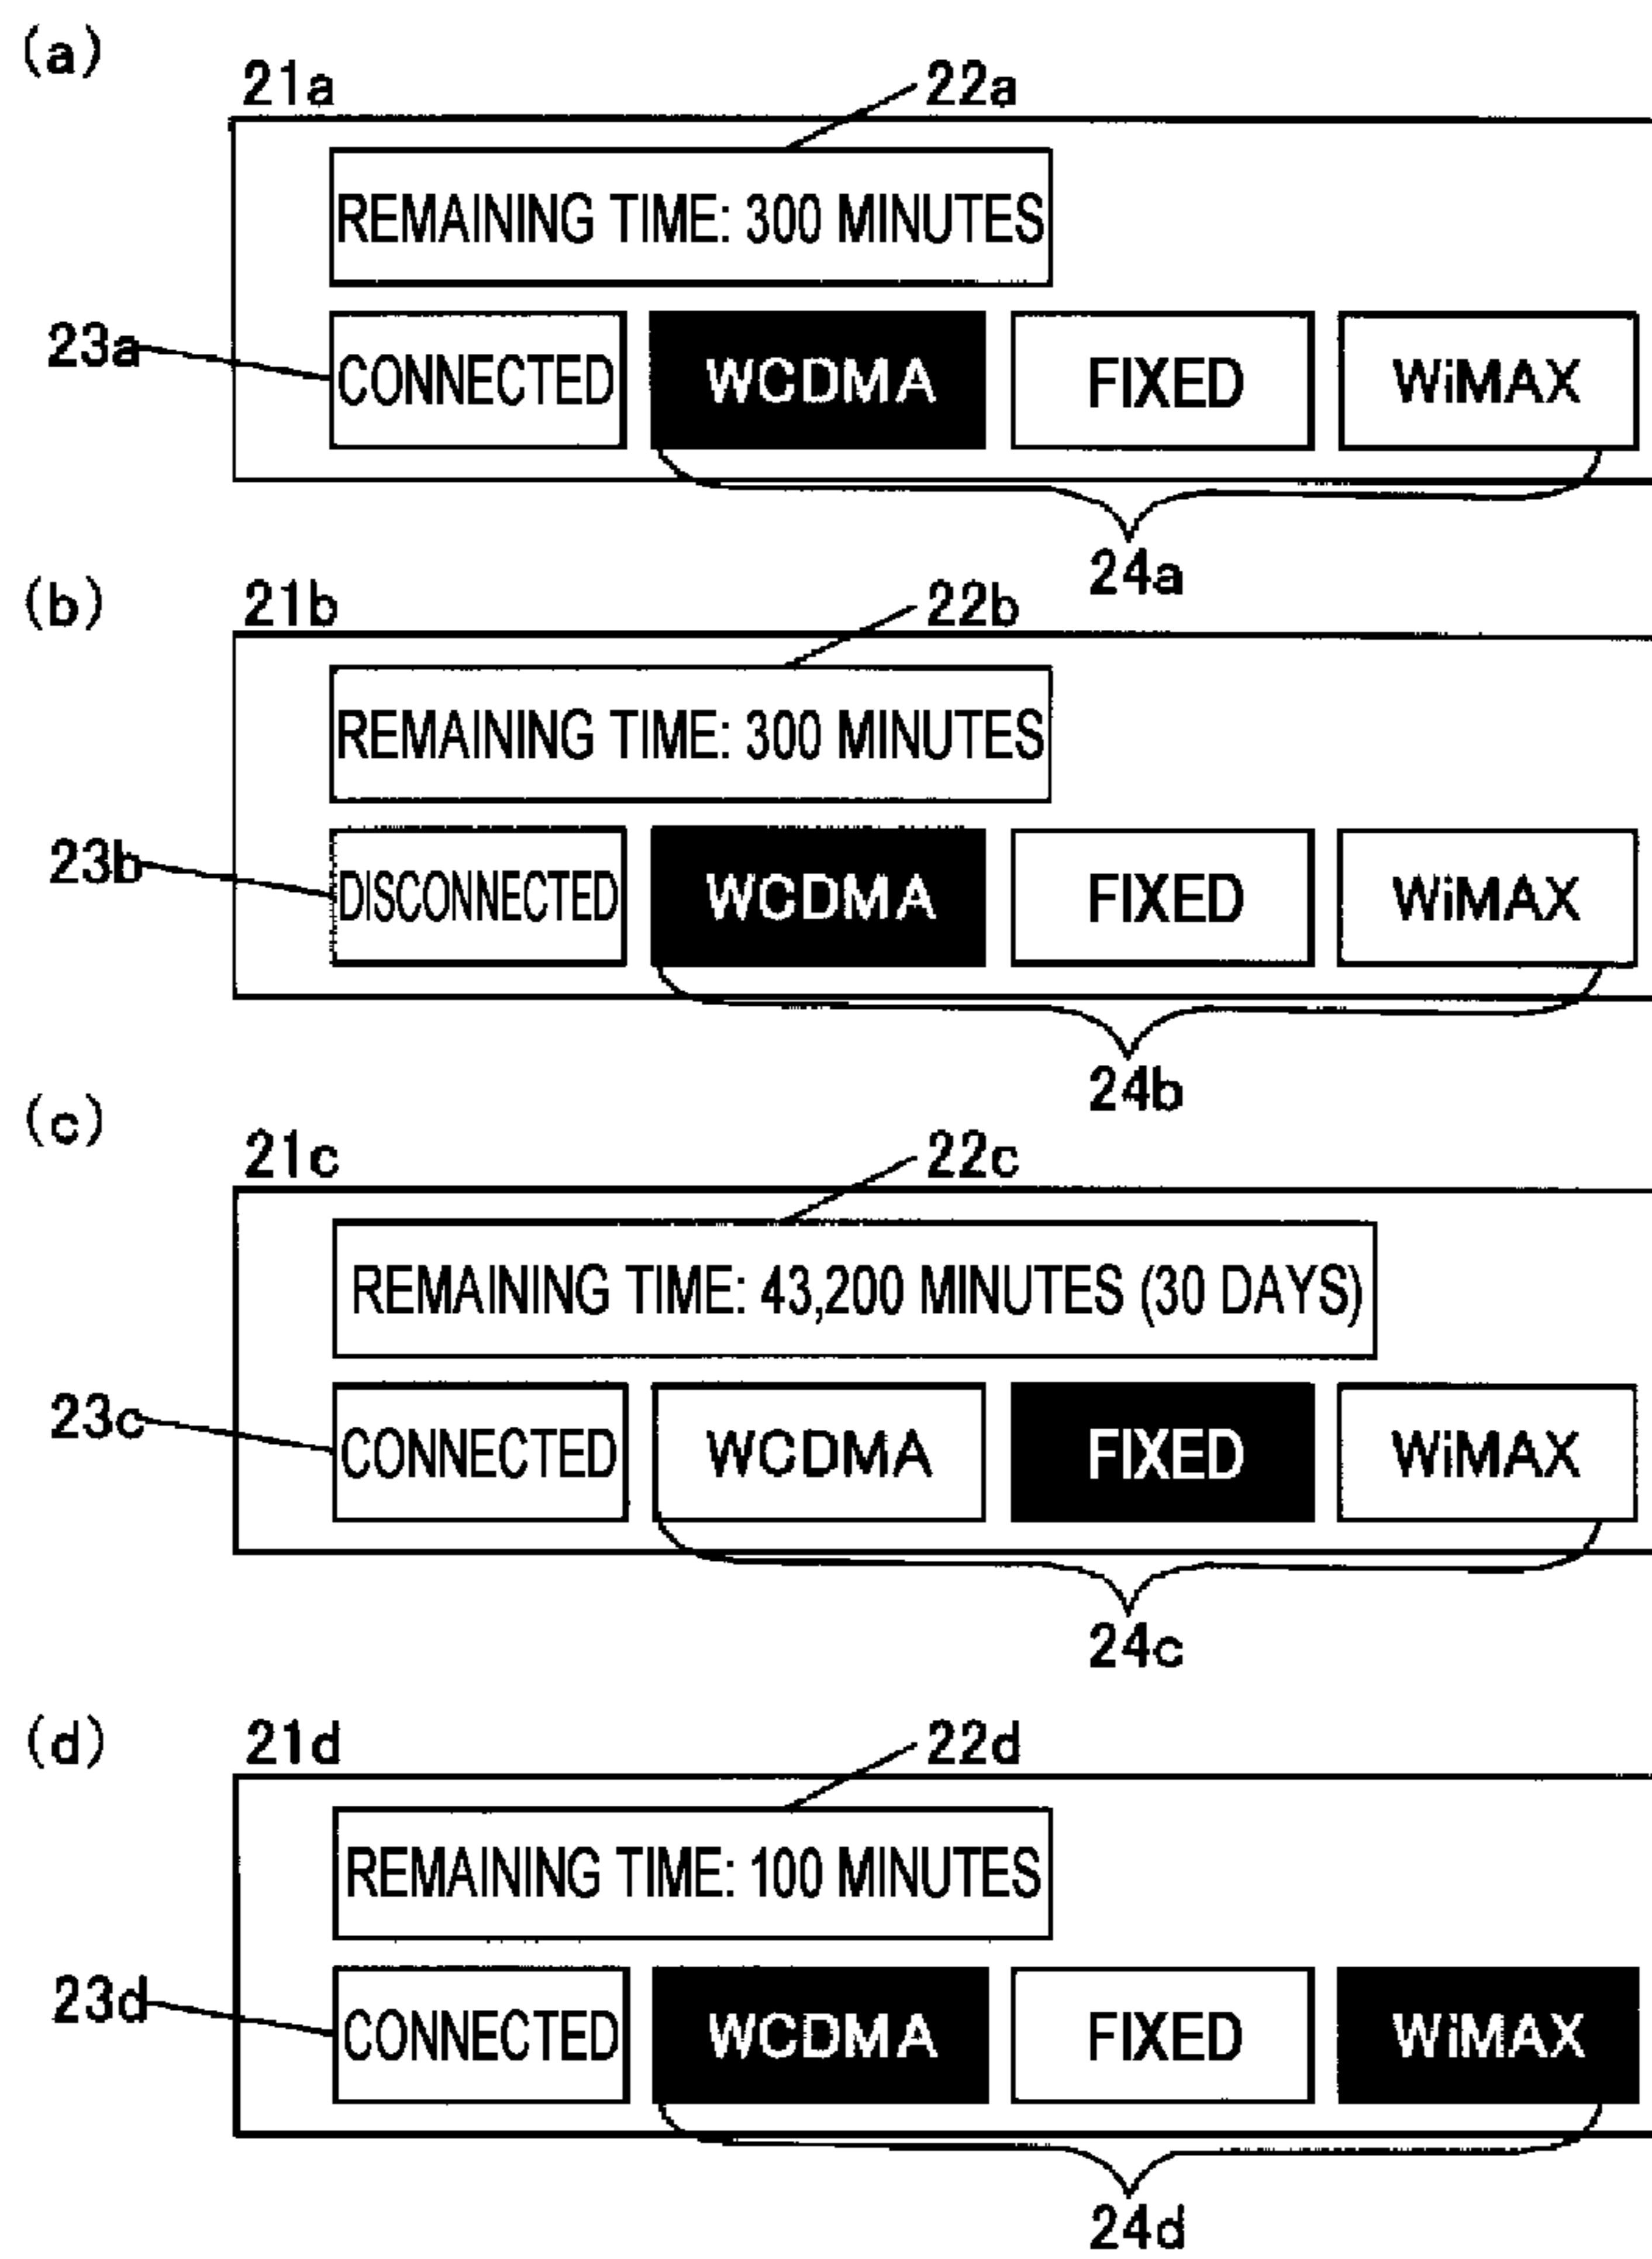 (a)
21a 22a
REMAINING TIME: 300 MINUTES
23a CONNECTED WCDMA FIXED WiMAX
24a
(b)
21b 22b
REMAINING TIME: 300 MINUTES
23b DISCONNECTED WCDMA FIXED WiMAX
24b
(c)
21c 22c
REMAINING TIME: 43,200 MINUTES (30 DAYS)
23c CONNECTED WCDMA FIXED WiMAX
24c
(d)
21d 22d
REMAINING TIME: 100 MINUTES
23d CONNECTED WCDMA FIXED WiMAX
24d